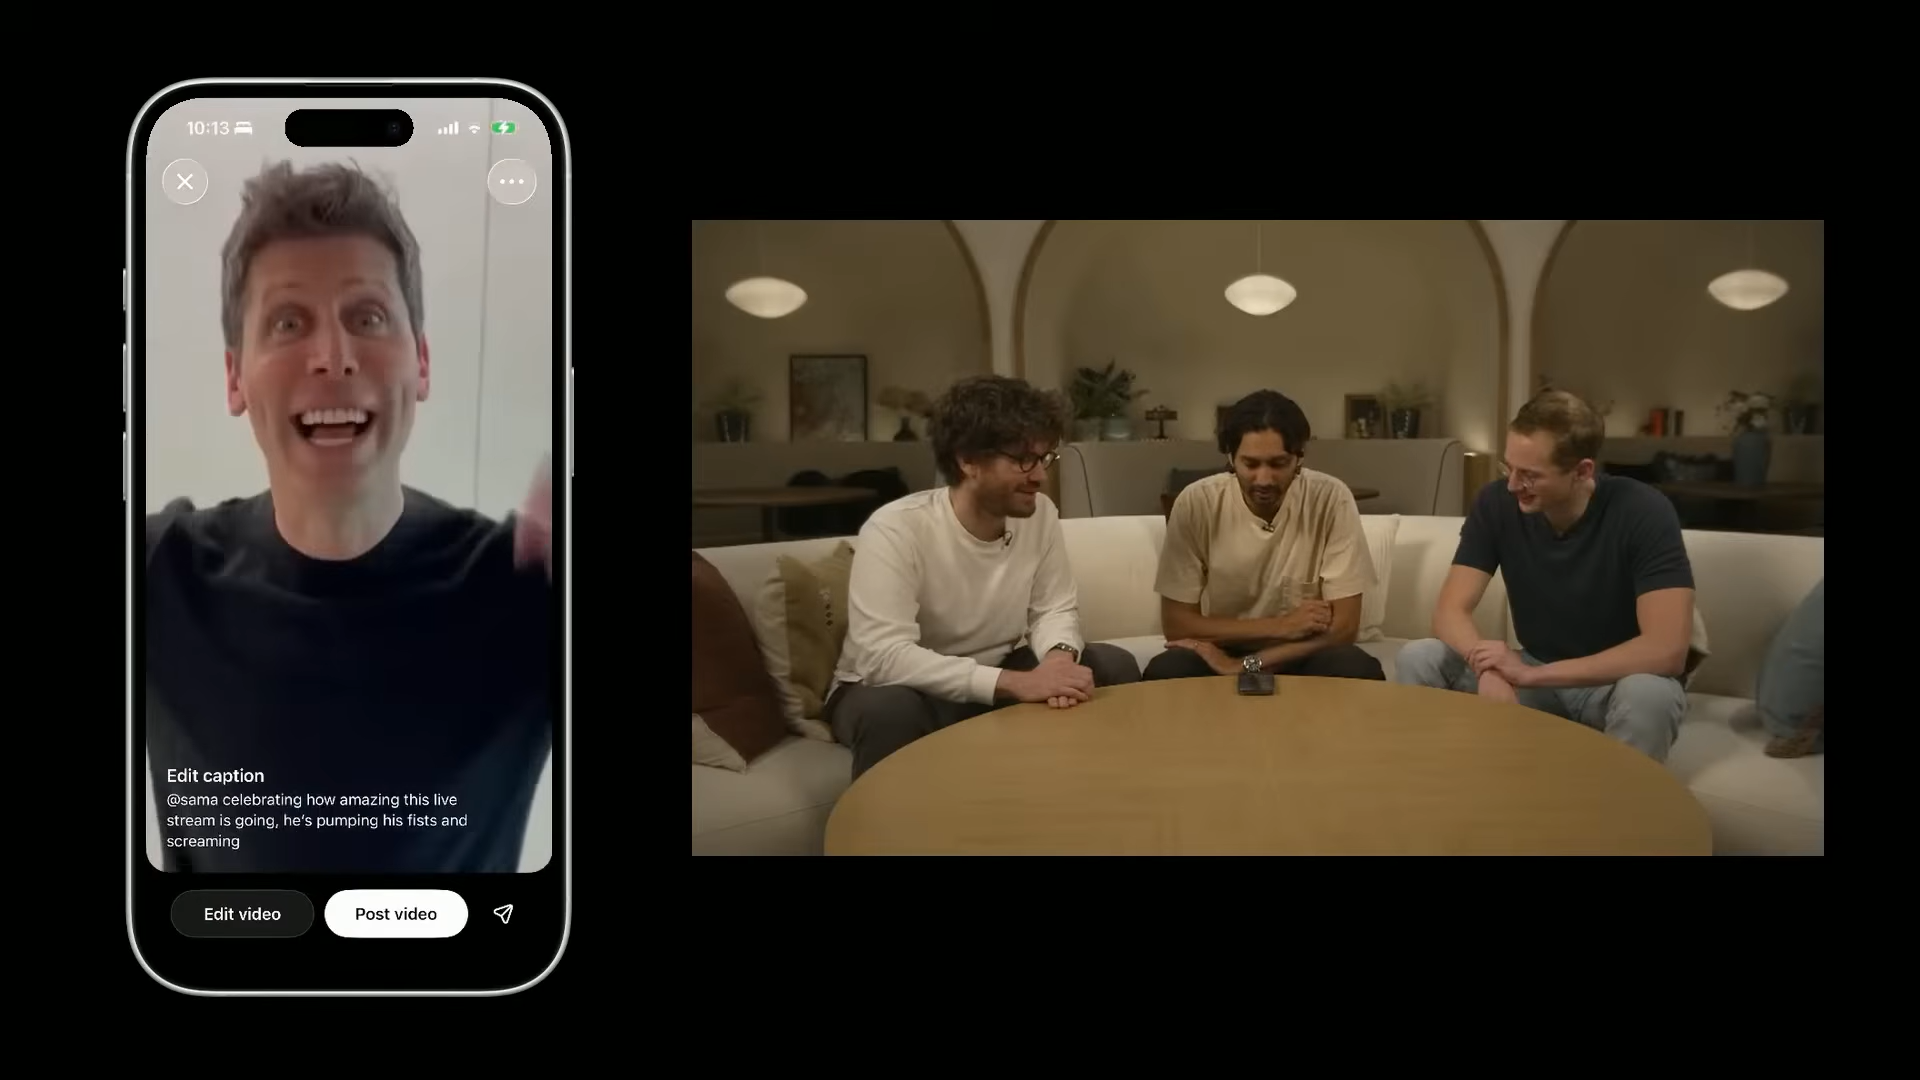 10:13
Edit caption
@sama celebrating how amazing this live
stream is going, he's pumping his fists and
screaming
Edit video
Post video